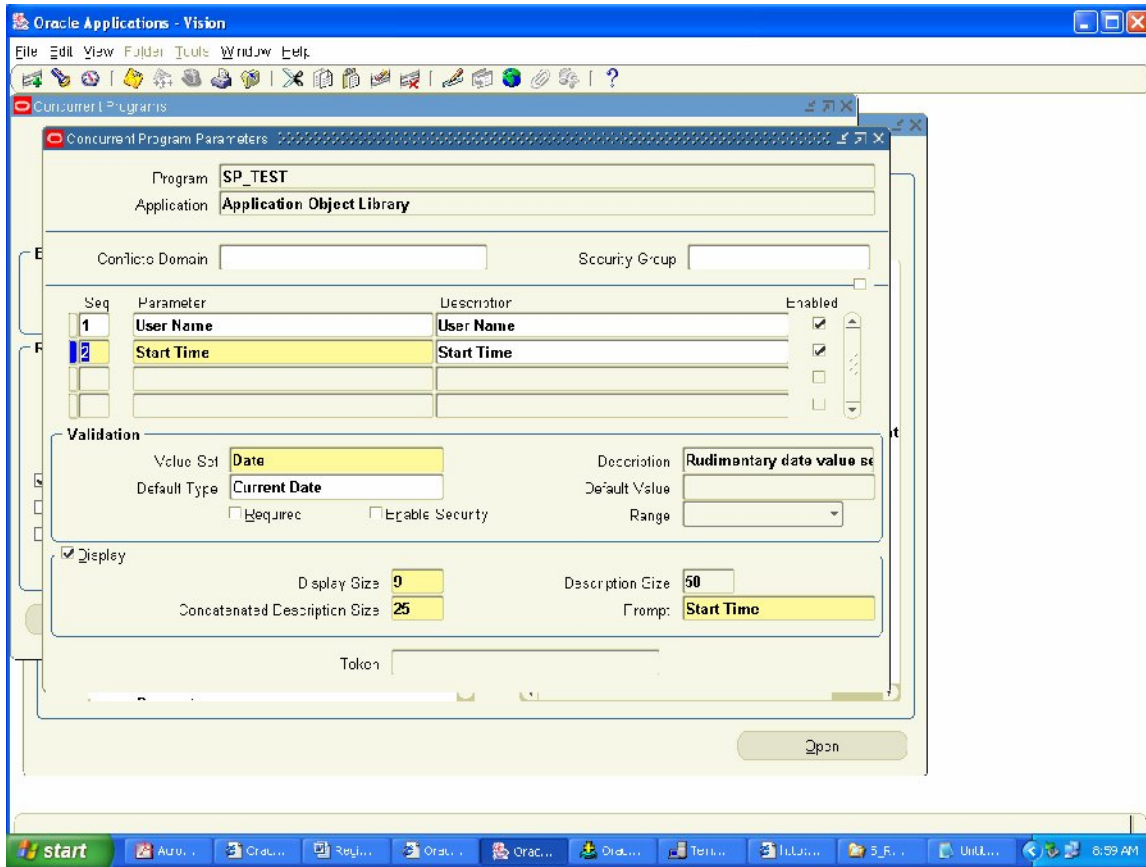 Oracle Applications - Vision
File Edit View Folder Tools Window Help
Concurrent Programs
Concurrent Program Parameters
Program SP_TEST
Application Application Object Library
Conflicts Domain Security Group
Seq Parameter Description Enabled
1 User Name User Name
2 Start Time Start Time
Validation
Value Set Date Description Rudimentary date value se
Default Type Current Date Default Value
Required Enable Security Range
Display
Display Size 9 Description Size 50
Concatenated Description Size 25 Prompt Start Time
Token
Open
start Orac... Orac... 8:59 AM